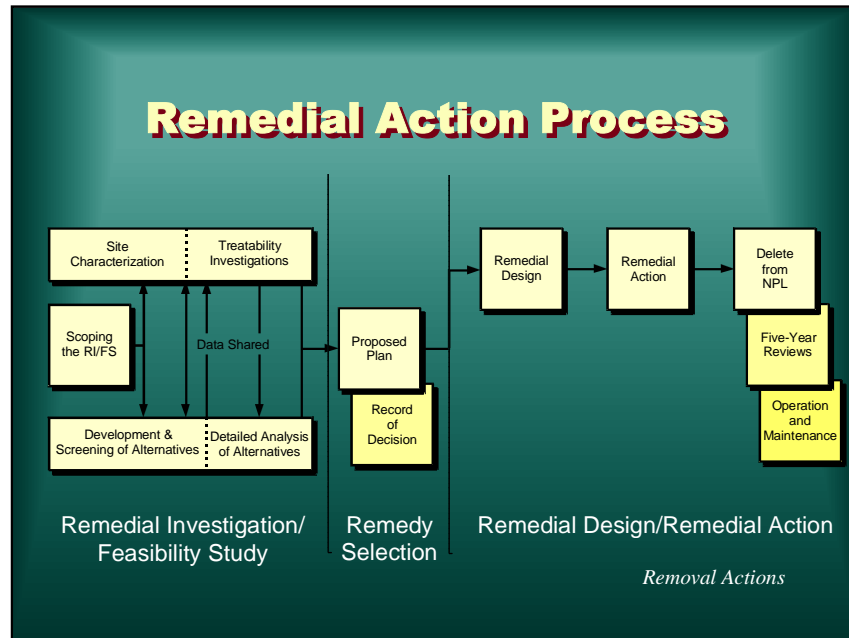 Remedial Action Process
Site
Characterization
Treatability
Investigations
Scoping
the RI/FS
Data Shared
Development &
Screening of Alternatives
Detailed Analysis
of Alternatives
Proposed
Plan
Record
of
Decision
Remedial
Design
Remedial
Action
Delete
from
NPL
Five-Year
Reviews
Operation
and
Maintenance
Remedial Investigation/
Feasibility Study
Remedy
Selection
Remedial Design/Remedial Action
Removal Actions